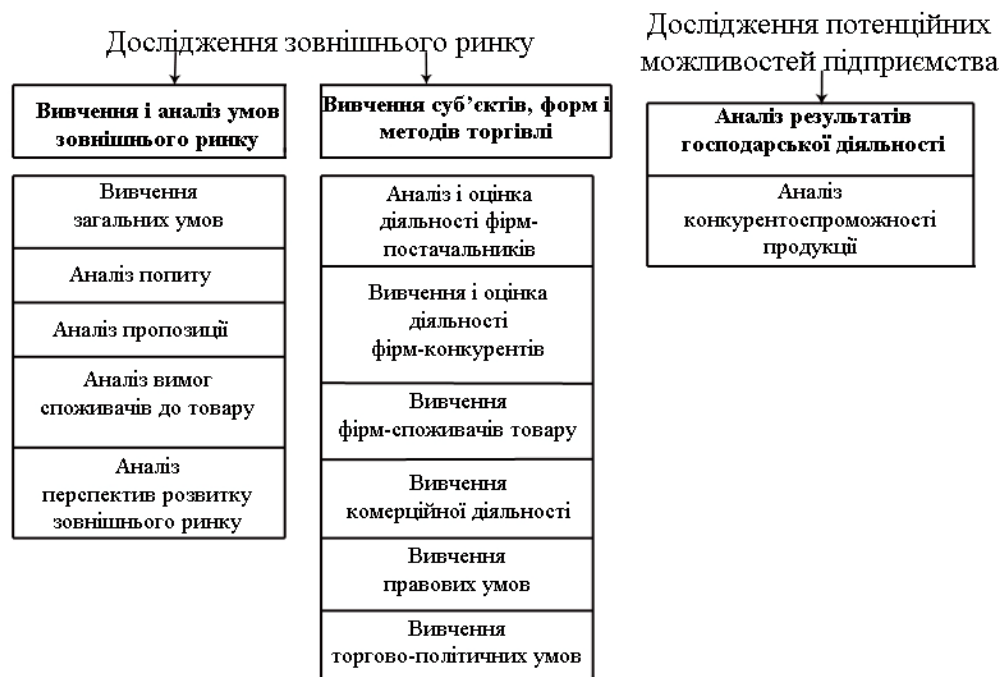 Дослідження зовнішнього ринку
Вивчення і аналіз умов
зовнішнього ринку
Вивчення
загальних умов
Аналіз попиту
Аналіз пропозиції
Аналіз вимог
споживачів до товару
Аналіз
перспектив розвитку
зовнішнього ринку
Вивчення суб’єктів, форм і
методів торгівлі
Аналіз і оцінка
діяльності фірм-
постачальників
Вивчення і оцінка
діяльності
фірм-конкурентів
Вивчення
фірм-споживачів товару
Вивчення
комерційної діяльності
Вивчення
правових умов
Вивчення
торгово-політичних умов
Дослідження потенційних
можливостей підприємства
Аналіз результатів
господарської діяльності
Аналіз
конкурентоспроможності
продукції